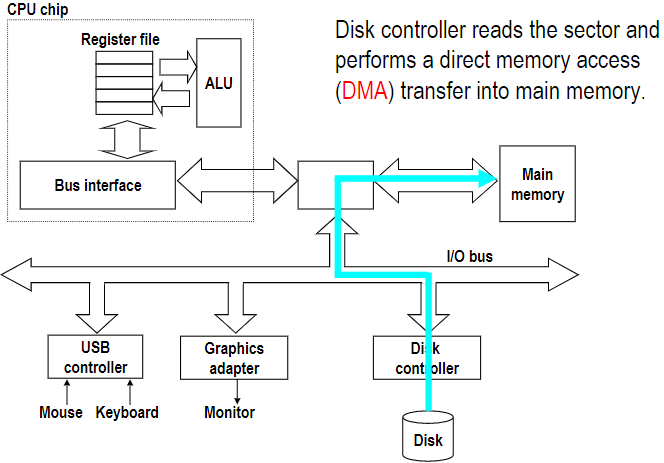 CPU chip
Disk controller reads the sector and
performs a direct memory access
(DMA) transfer into main memory.
Register file
ALU
Bus interface
Main
memory
I/O bus
USB
controller
Graphics
adapter
Disk
controller
Mouse
Keyboard
Monitor
Disk